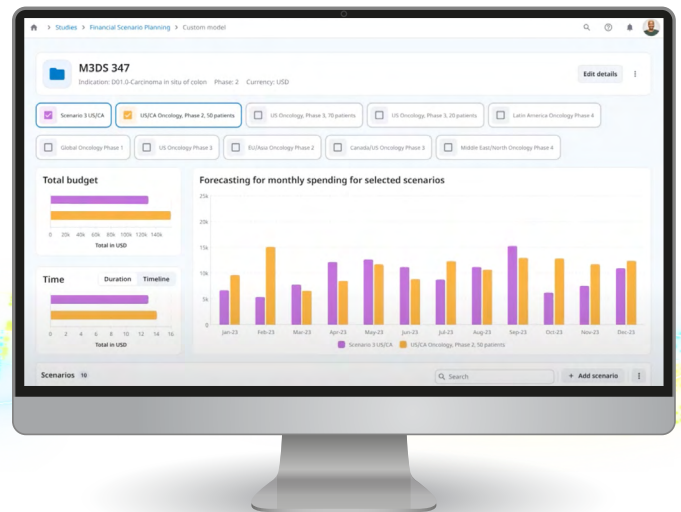 Studies > Financial Scenario Planning > Custom model
M3DS 347
Indication: D01.0-Carcinoma in situ of colon Phase: 2 Currency: USD
Edit details
Scenario 3 US/CA
US/CA Oncology, Phase 2, 50 patients
US Oncology, Phase 3, 70 patients
US Oncology, Phase 3, 20 patients
Latin America Oncology Phase 4
Global Oncology Phase 1
US Oncology Phase 3
EU/Asia Oncology Phase 2
Canada/US Oncology Phase 3
Middle East/North Oncology Phase 4
Total budget
0 20k 40k 60k 80k 100k 120k 140k
Total in USD
Time
Duration Timeline
0 2 4 6 8 10 12 14 16
Total in USD
Forecasting for monthly spending for selected scenarios
25k
20k
15k
10k
5k
0
Jan-23 Feb-23 Mar-23 Apr-23 May-23 Jun-23 Jul-23 Aug-23 Sep-23 Oct-23 Nov-23 Dec-23
Scenario 3 US/CA US/CA Oncology, Phase 2, 50 patients
Scenarios 10
Search
+ Add scenario